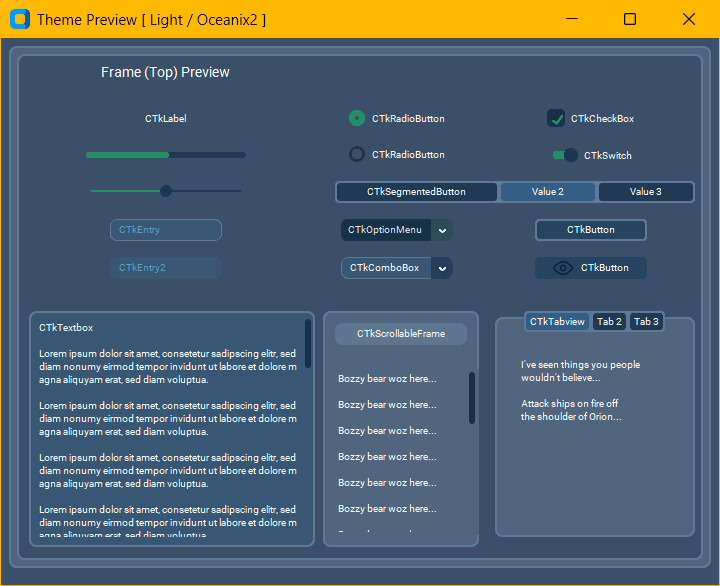 Theme Preview [ Light / Oceanix2 ]
Frame (Top) Preview
CTkLabel
CTkRadioButton
CTkCheckBox
CTkRadioButton
CTkSwitch
CTkSegmentedButton
Value 2
Value 3
CTkEntry
CTkOptionMenu
CTkButton
CTkEntry2
CTkComboBox
CTkButton
CTkTextbox
Lorem ipsum dolor sit amet, consetetur sadipscing elitr, sed
diam nonumy eirmod tempor invidunt ut labore et dolore m
agna aliquyam erat, sed diam voluptua.
Lorem ipsum dolor sit amet, consetetur sadipscing elitr, sed
diam nonumy eirmod tempor invidunt ut labore et dolore m
agna aliquyam erat, sed diam voluptua.
Lorem ipsum dolor sit amet, consetetur sadipscing elitr, sed
diam nonumy eirmod tempor invidunt ut labore et dolore m
agna aliquyam erat, sed diam voluptua.
Lorem ipsum dolor sit amet, consetetur sadipscing elitr, sed
diam nonumy eirmod tempor invidunt ut labore et dolore m
agna aliquyam erat, sed diam voluptua.
CTkScrollableFrame
Bozzy bear woz here...
Bozzy bear woz here...
Bozzy bear woz here...
Bozzy bear woz here...
Bozzy bear woz here...
Bozzy bear woz here...
Bozzy bear woz here...
CTkTabview
Tab 2
Tab 3
I've seen things you people
wouldn't believe...
Attack ships on fire off
the shoulder of Orion...